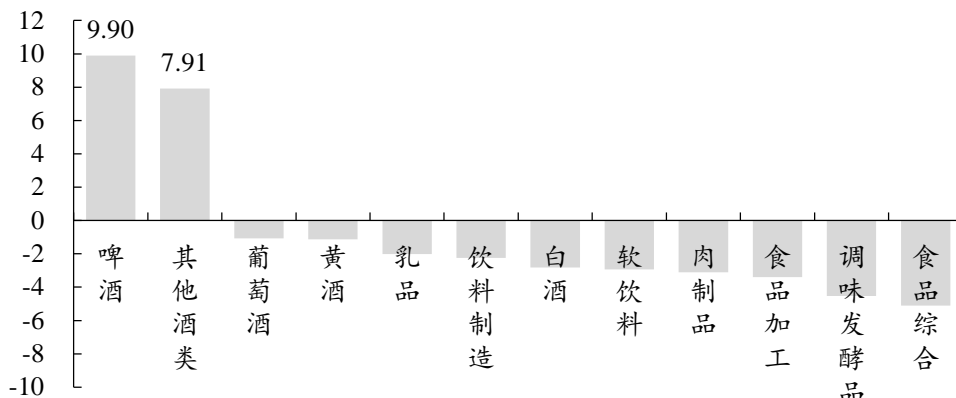 12
10
8
6
4
2
0
-2
-4
-6
-8
-10
9.90
7.91
啤酒
其他酒类
葡萄酒
黄酒
乳品
饮料制造
白酒
软饮料
肉制品
食品加工
调味发酵品
食品综合